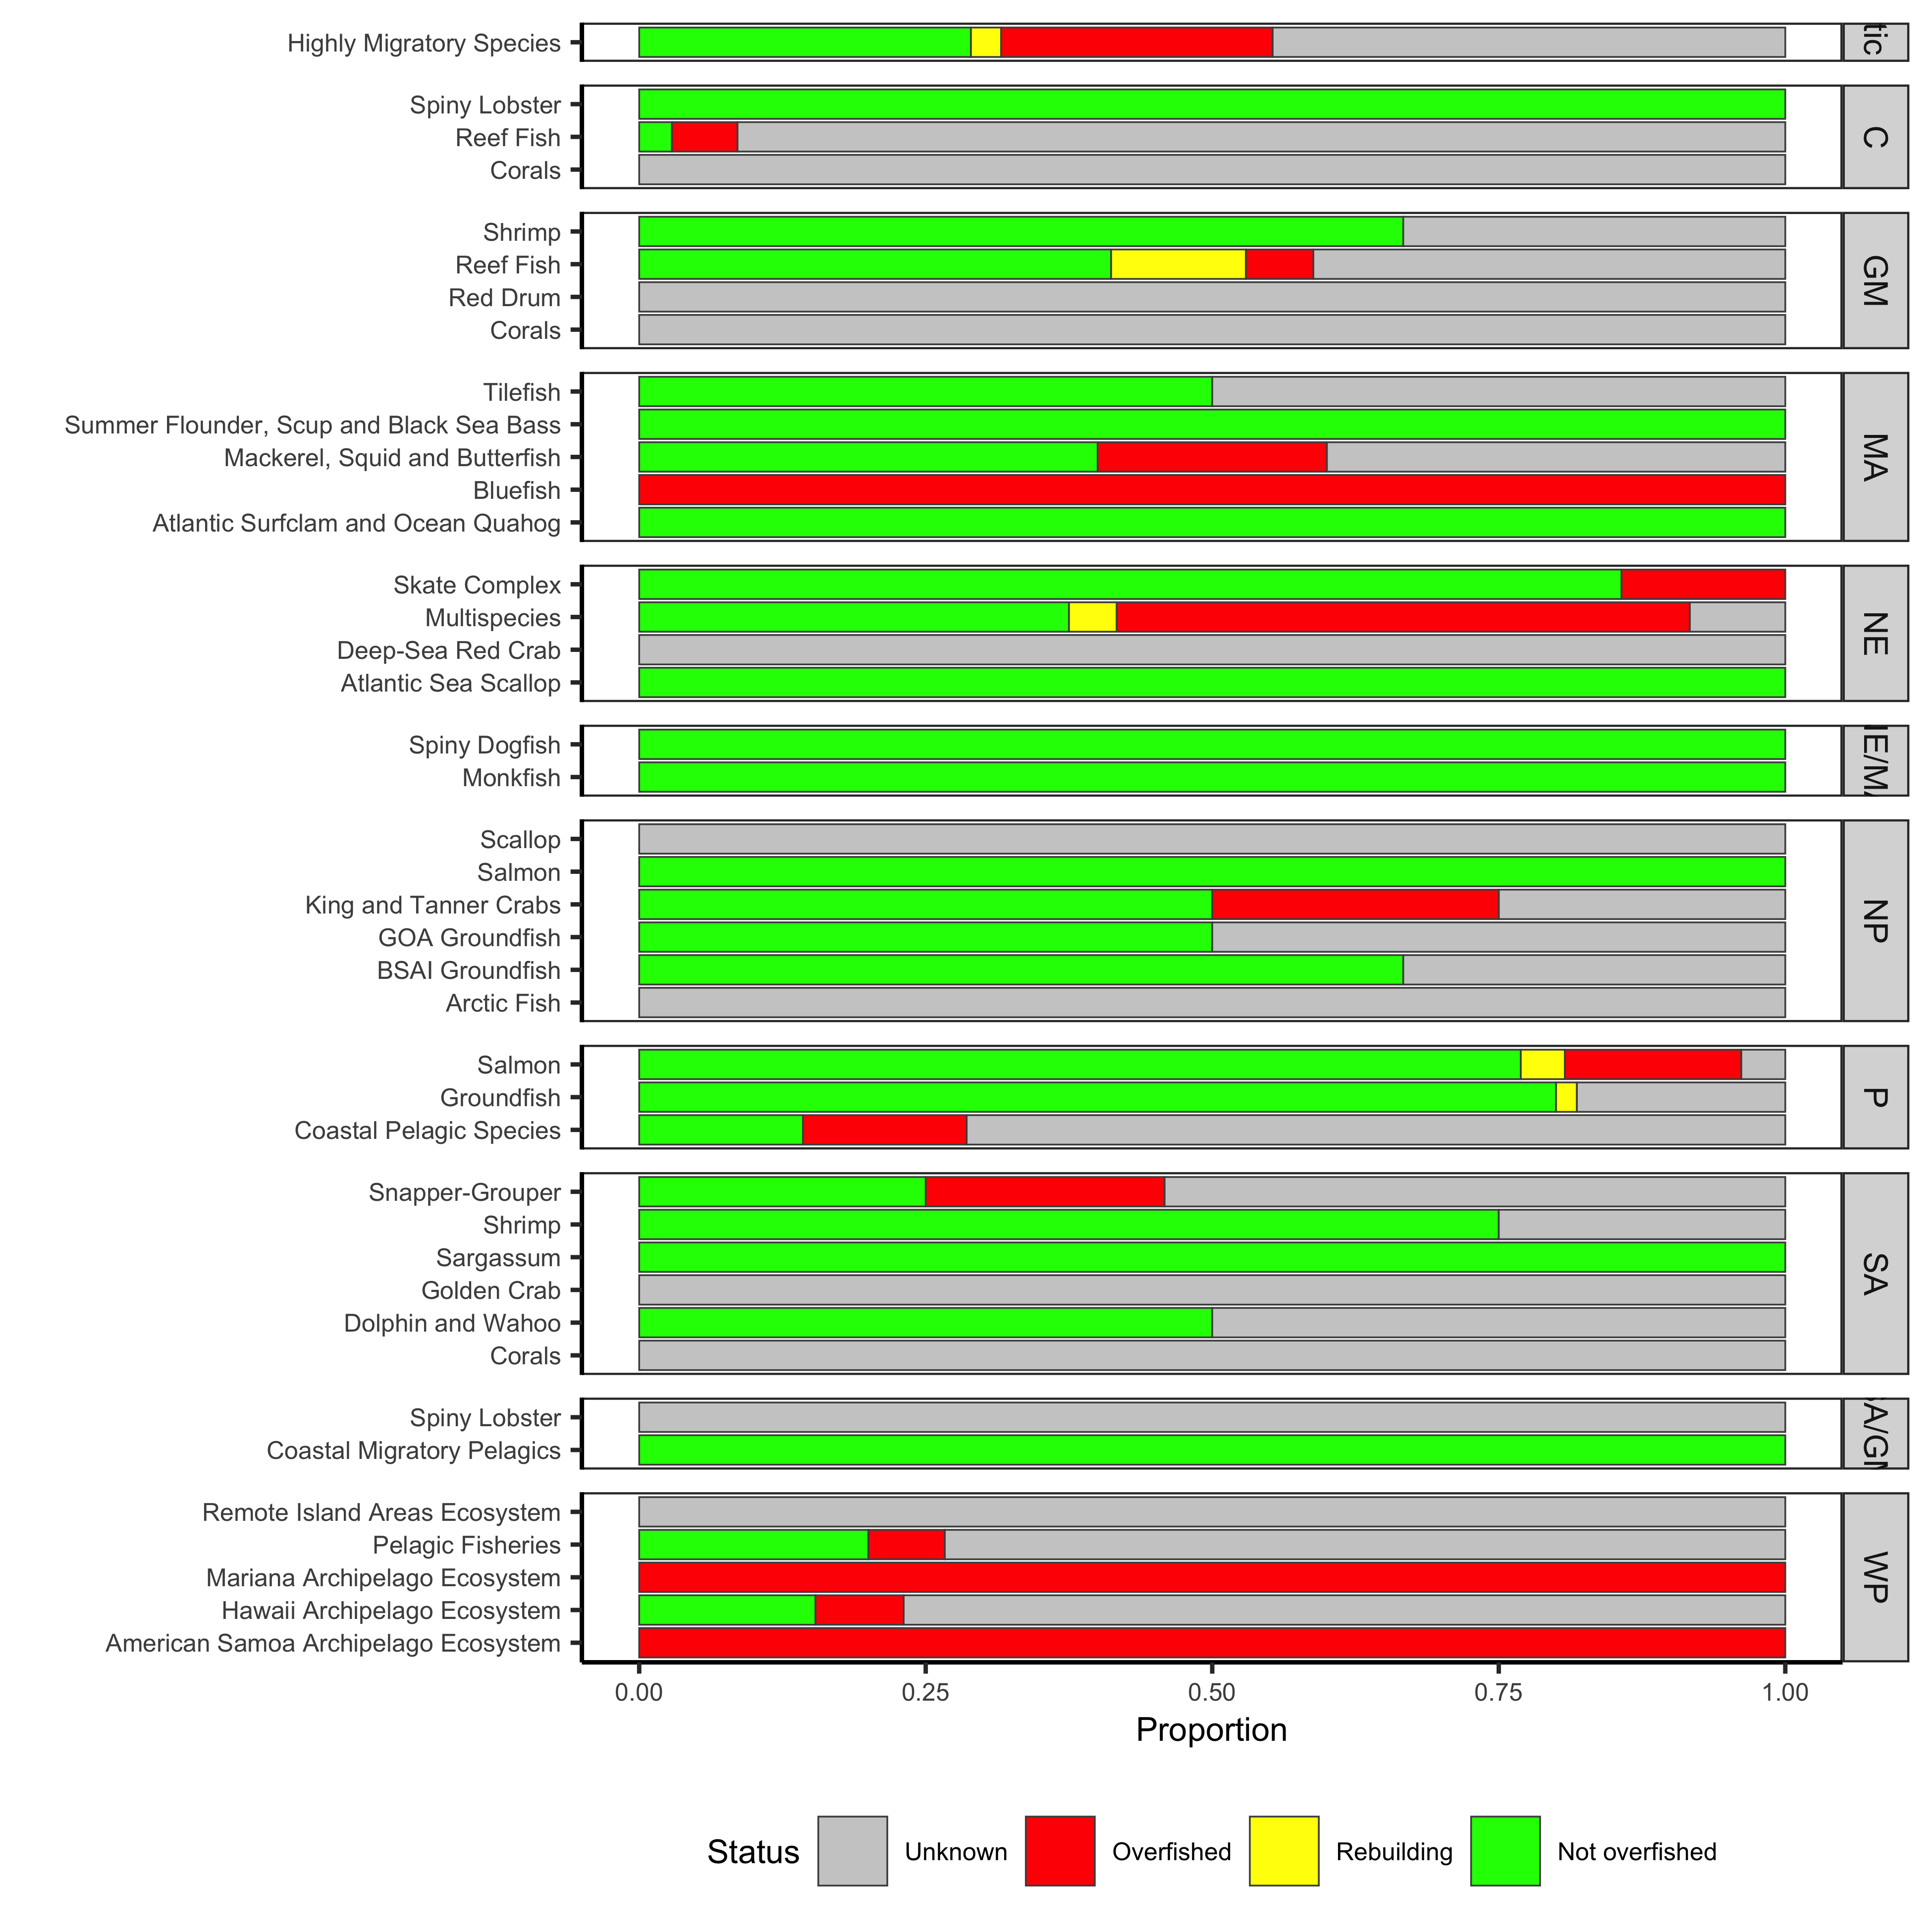 Highly Migratory Species
tic
Spiny Lobster
Reef Fish
Corals
C
Shrimp
Reef Fish
Red Drum
Corals
GM
Tilefish
Summer Flounder, Scup and Black Sea Bass
Mackerel, Squid and Butterfish
Bluefish
Atlantic Surfclam and Ocean Quahog
MA
Skate Complex
Multispecies
Deep-Sea Red Crab
Atlantic Sea Scallop
NE
Spiny Dogfish
Monkfish
Scallop
Salmon
King and Tanner Crabs
GOA Groundfish
BSAI Groundfish
Arctic Fish
NP
Salmon
Groundfish
Coastal Pelagic Species
P
Snapper-Grouper
Shrimp
Sargassum
Golden Crab
Dolphin and Wahoo
Corals
SA
Spiny Lobster
Coastal Migratory Pelagics
Remote Island Areas Ecosystem
Pelagic Fisheries
Mariana Archipelago Ecosystem
Hawaii Archipelago Ecosystem
American Samoa Archipelago Ecosystem
WP
0.00 0.25 0.50 0.75 1.00
Proportion
Status Unknown Overfished Rebuilding Not overfished